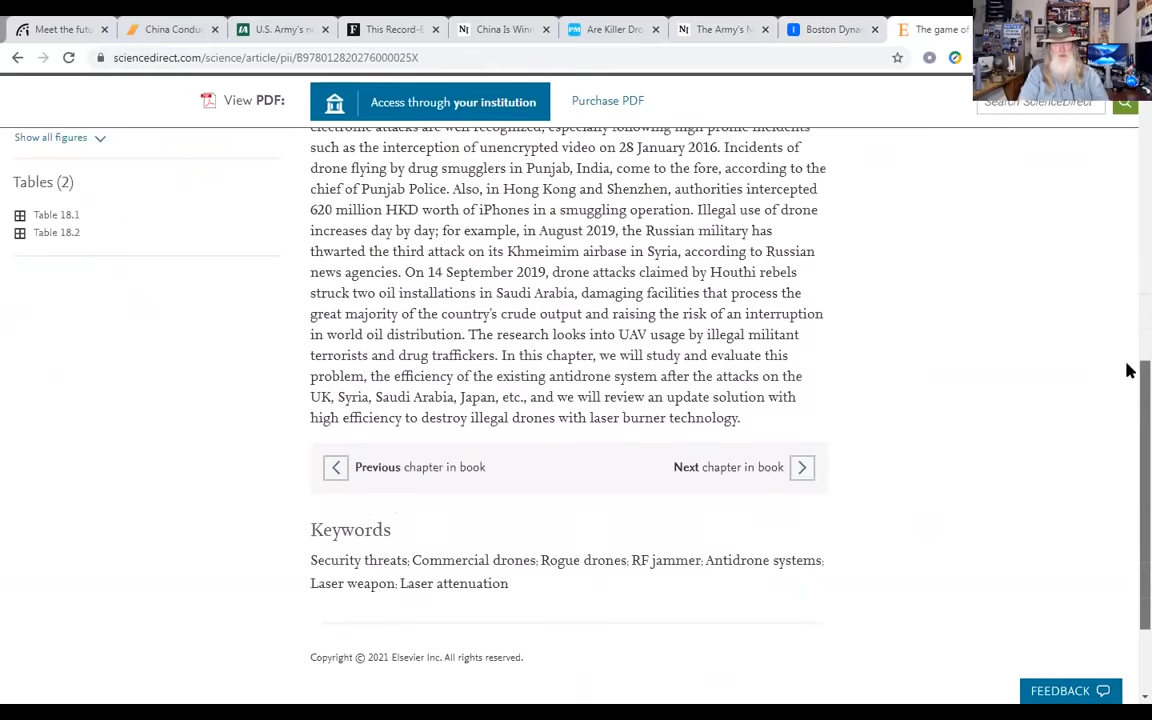 Meet the futu
China Conduc
U.S. Army's ne
This Record-B
China Is Winn
Are Killer Dro
The Army's N
Boston Dyna
The game of
sciencedirect.com/science/article/pii/B978012820276000025X
View PDF:
Access through your institution
Purchase PDF
Search ScienceDirect
Show all figures
Tables (2)
Table 18.1
Table 18.2
electronic attacks are well recognized, especially following high profile incidents
such as the interception of unencrypted video on 28 January 2016. Incidents of
drone flying by drug smugglers in Punjab, India, come to the fore, according to the
chief of Punjab Police. Also, in Hong Kong and Shenzhen, authorities intercepted
620 million HKD worth of iPhones in a smuggling operation. Illegal use of drone
increases day by day; for example, in August 2019, the Russian military has
thwarted the third attack on its Khmeimim airbase in Syria, according to Russian
news agencies. On 14 September 2019, drone attacks claimed by Houthi rebels
struck two oil installations in Saudi Arabia, damaging facilities that process the
great majority of the country's crude output and raising the risk of an interruption
in world oil distribution. The research looks into UAV usage by illegal militant
terrorists and drug traffickers. In this chapter, we will study and evaluate this
problem, the efficiency of the existing antidrone system after the attacks on the
UK, Syria, Saudi Arabia, Japan, etc., and we will review an update solution with
high efficiency to destroy illegal drones with laser burner technology.
Previous chapter in book
Next chapter in book
Keywords
Security threats; Commercial drones; Rogue drones; RF jammer; Antidrone systems;
Laser weapon; Laser attenuation
Copyright © 2021 Elsevier Inc. All rights reserved.
FEEDBACK